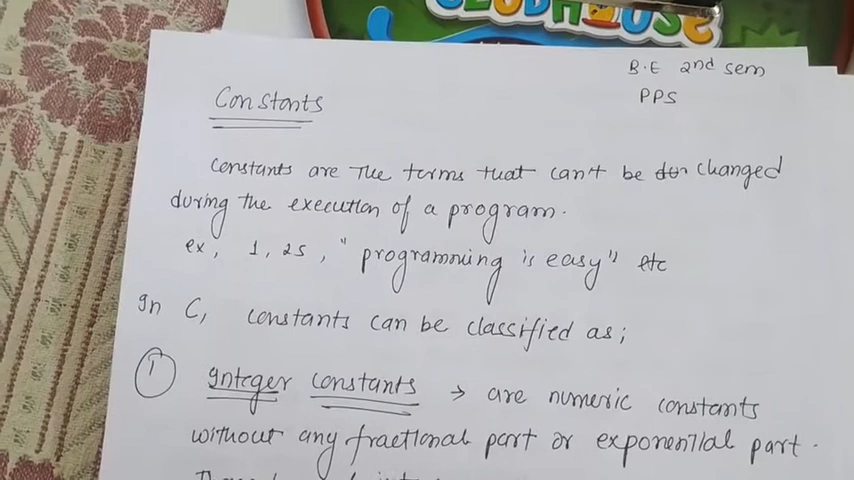 CLUBHOUSE
B.E 2nd sem
PPS
Constants
Constants are the terms that can't be changed
during the execution of a program.
ex, 1, 25, "programming is easy" etc
In C, constants can be classified as;
1 Integer constants → are numeric constants
without any fractional part or exponential part.